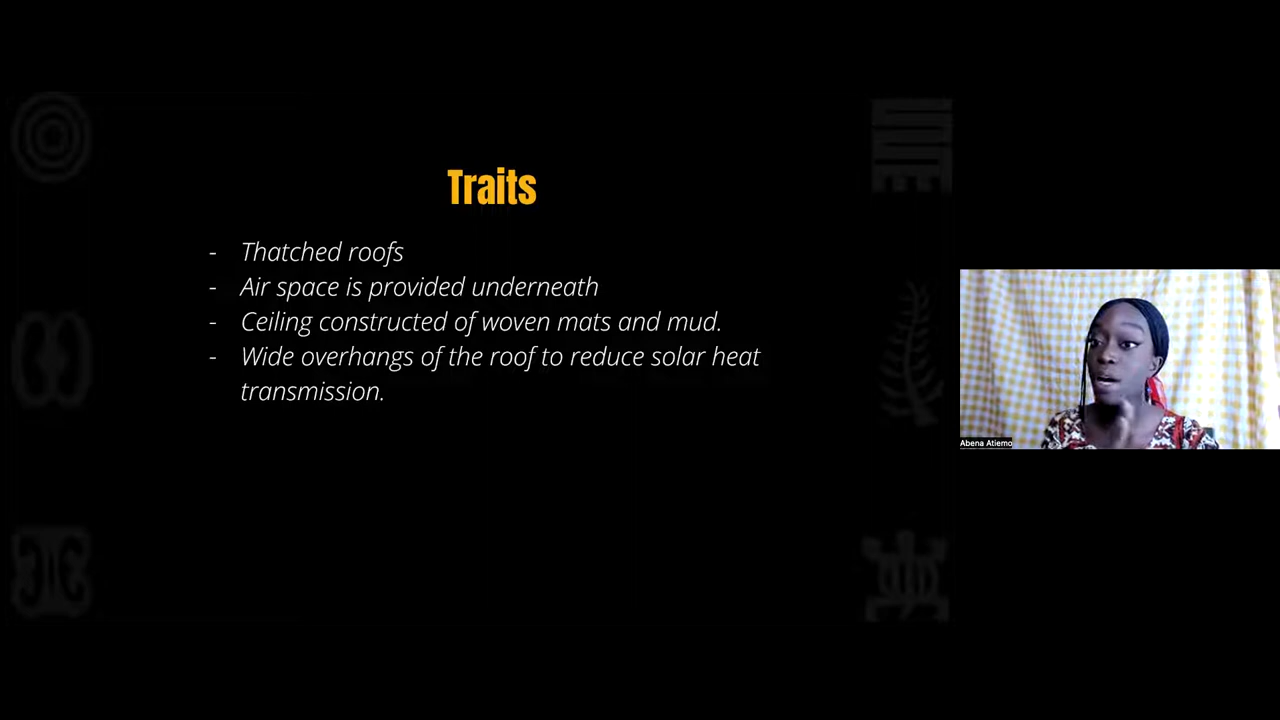 Traits
- Thatched roofs
- Air space is provided underneath
- Ceiling constructed of woven mats and mud.
- Wide overhangs of the roof to reduce solar heat
transmission.
Abena Atiemo